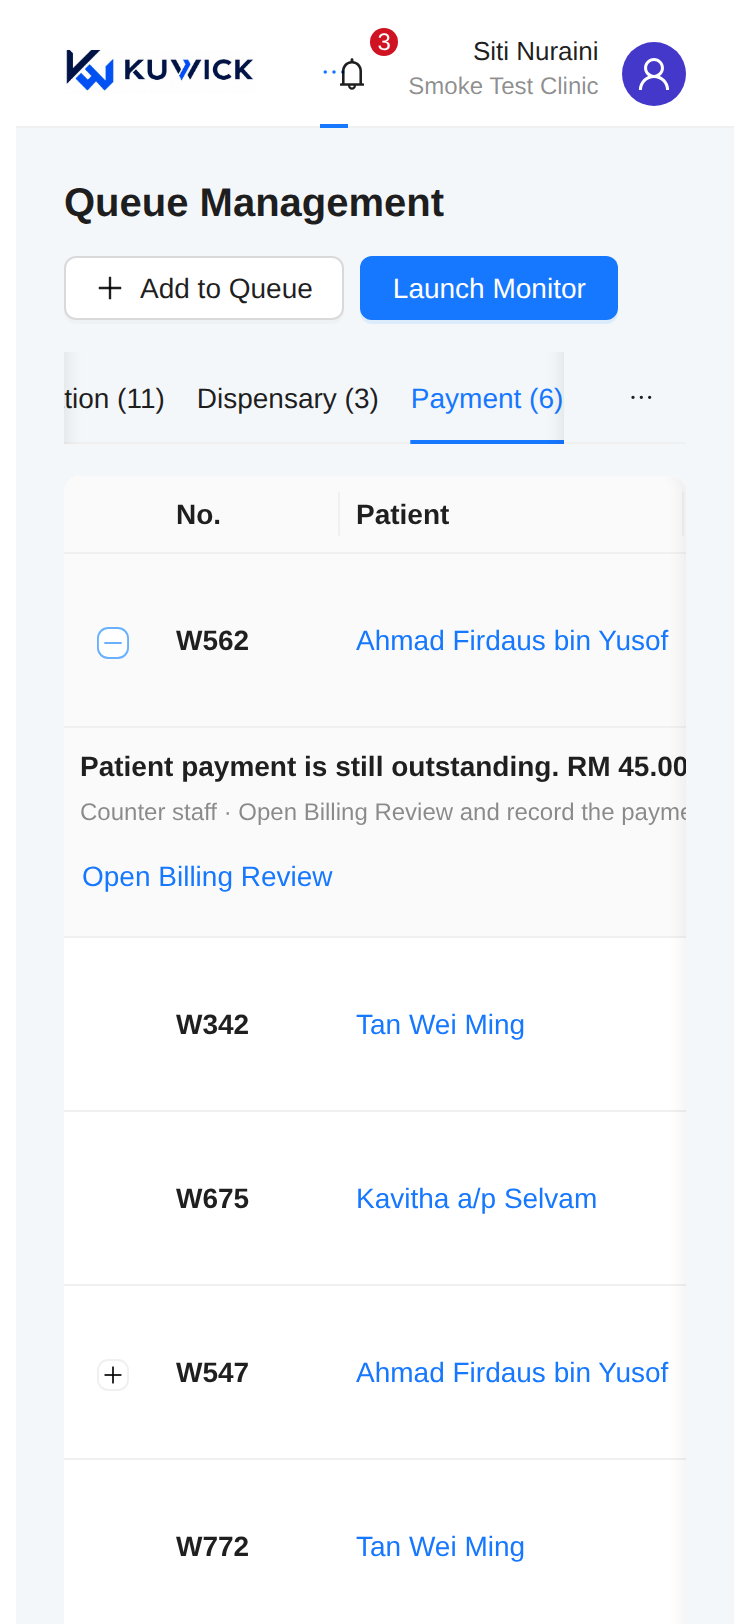 KUWICK
3
Siti Nuraini
Smoke Test Clinic
Queue Management
Add to Queue
Launch Monitor
tion (11)
Dispensary (3)
Payment (6)
No.
Patient
W562
Ahmad Firdaus bin Yusof
Patient payment is still outstanding. RM 45.00
Counter staff · Open Billing Review and record the payme
Open Billing Review
W342
Tan Wei Ming
W675
Kavitha a/p Selvam
W547
Ahmad Firdaus bin Yusof
W772
Tan Wei Ming